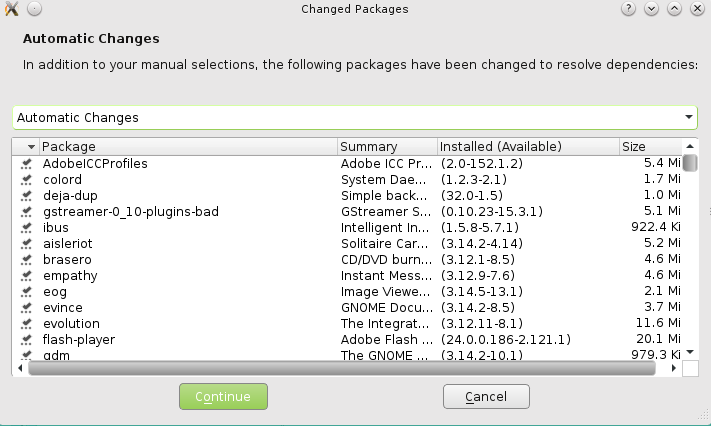 Changed Packages
Automatic Changes
In addition to your manual selections, the following packages have been changed to resolve dependencies:
Automatic Changes
Package Summary Installed (Available) Size
AdobeICCProfiles Adobe ICC Pr... (2.0-152.1.2) 5.4 Mi
colord System Dae... (1.2.3-2.1) 1.7 Mi
deja-dup Simple back... (32.0-1.5) 1.0 Mi
gstreamer-0_10-plugins-bad GStreamer S... (0.10.23-15.3.1) 5.1 Mi
ibus Intelligent In... (1.5.8-5.7.1) 922.4 Ki
aisleriot Solitaire Car... (3.14.2-4.14) 5.2 Mi
brasero CD/DVD burn... (3.12.1-8.5) 4.6 Mi
empathy Instant Mess... (3.12.9-7.6) 4.6 Mi
eog Image Viewe... (3.14.5-13.1) 2.1 Mi
evince GNOME Docu... (3.14.2-8.5) 3.7 Mi
evolution The Integrat... (3.12.11-8.1) 11.6 Mi
flash-player Adobe Flash ... (24.0.0.186-2.121.1) 20.1 Mi
gdm The GNOME ... (3.14.2-10.1) 979.3 Ki
Continue Cancel